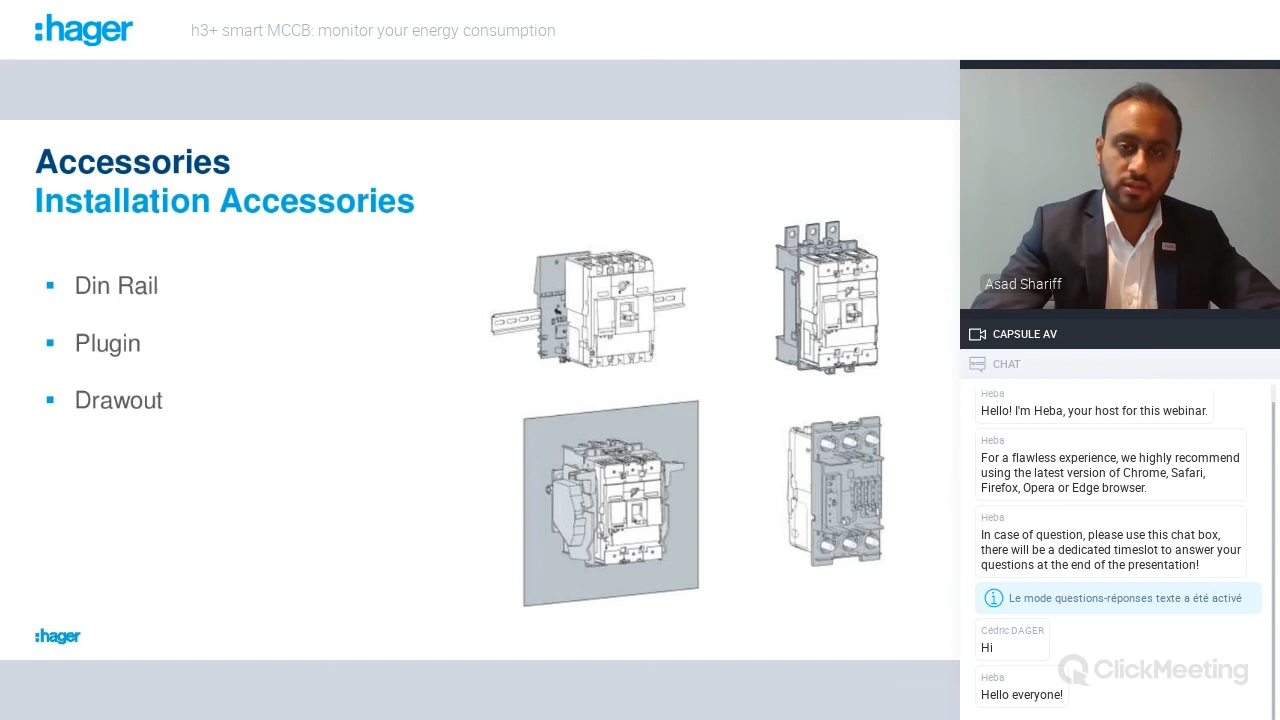 :hager
h3+ smart MCCB: monitor your energy consumption
Accessories
Installation Accessories
Din Rail
Plugin
Drawout
:hager
Asad Shariff
CAPSULE AV
CHAT
Heba
Hello! I'm Heba, your host for this webinar.
Heba
For a flawless experience, we highly recommend
using the latest version of Chrome, Safari,
Firefox, Opera or Edge browser.
Heba
In case of question, please use this chat box,
there will be a dedicated timeslot to answer your
questions at the end of the presentation!
Le mode questions-réponses texte a été activé
Cédric DAGER
Hi
ClickMeeting
Heba
Hello everyone!